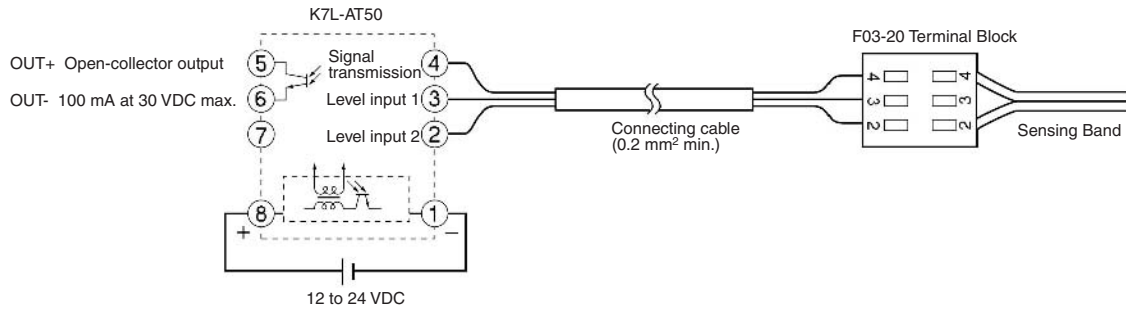 K7L-AT50
F03-20 Terminal Block
OUT+ Open-collector output
5
Signal transmission
4
OUT- 100 mA at 30 VDC max.
6
Level input 1
3
7
Level input 2
2
4
4
3
3
2
2
Connecting cable
(0.2 mm² min.)
Sensing Band
8
1
+
−
12 to 24 VDC